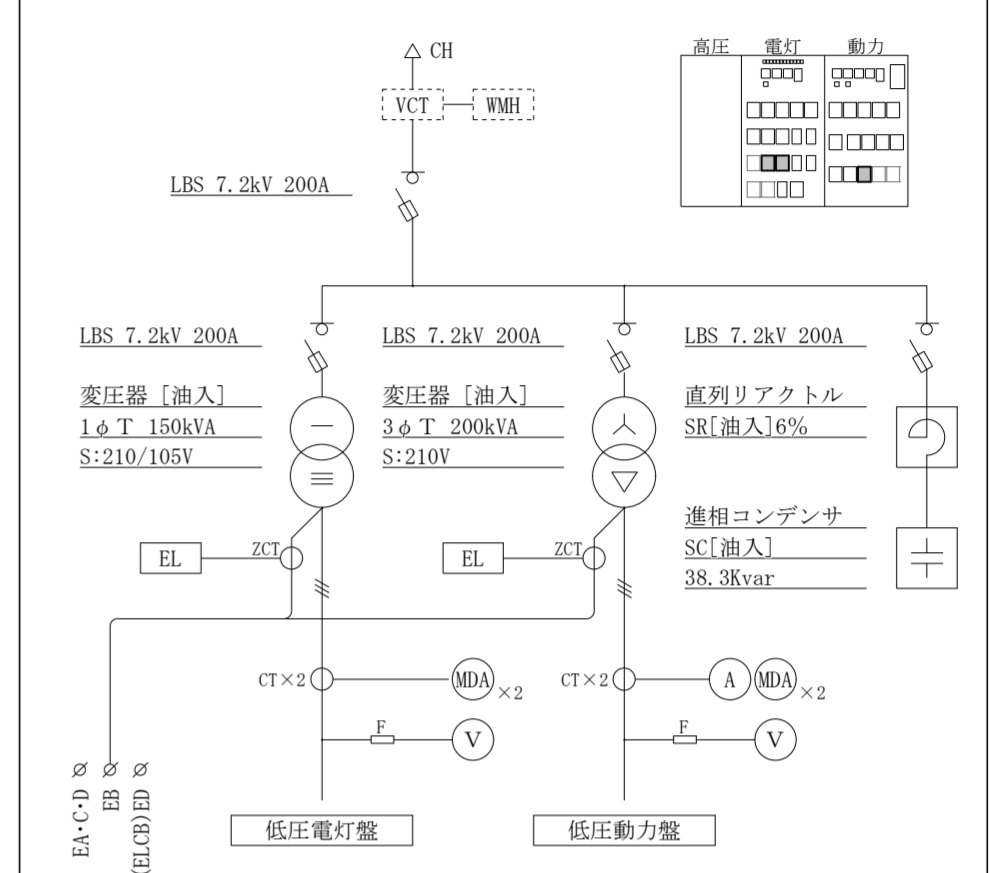 CH
高圧 電灯 動力
VCT
WMH
LBS 7.2kV 200A
LBS 7.2kV 200A
LBS 7.2kV 200A
LBS 7.2kV 200A
変圧器 [油入]
1φT 150kVA
S:210/105V
変圧器 [油入]
3φT 200kVA
S:210V
直列リアクトル
SR[油入]6%
進相コンデンサ
SC[油入]
38.3Kvar
EL
ZCT
EL
ZCT
CT×2
MDA
×2
CT×2
A
MDA
×2
F
V
F
V
EA・C・D
EB
(ELCB)ED
低圧電灯盤
低圧動力盤